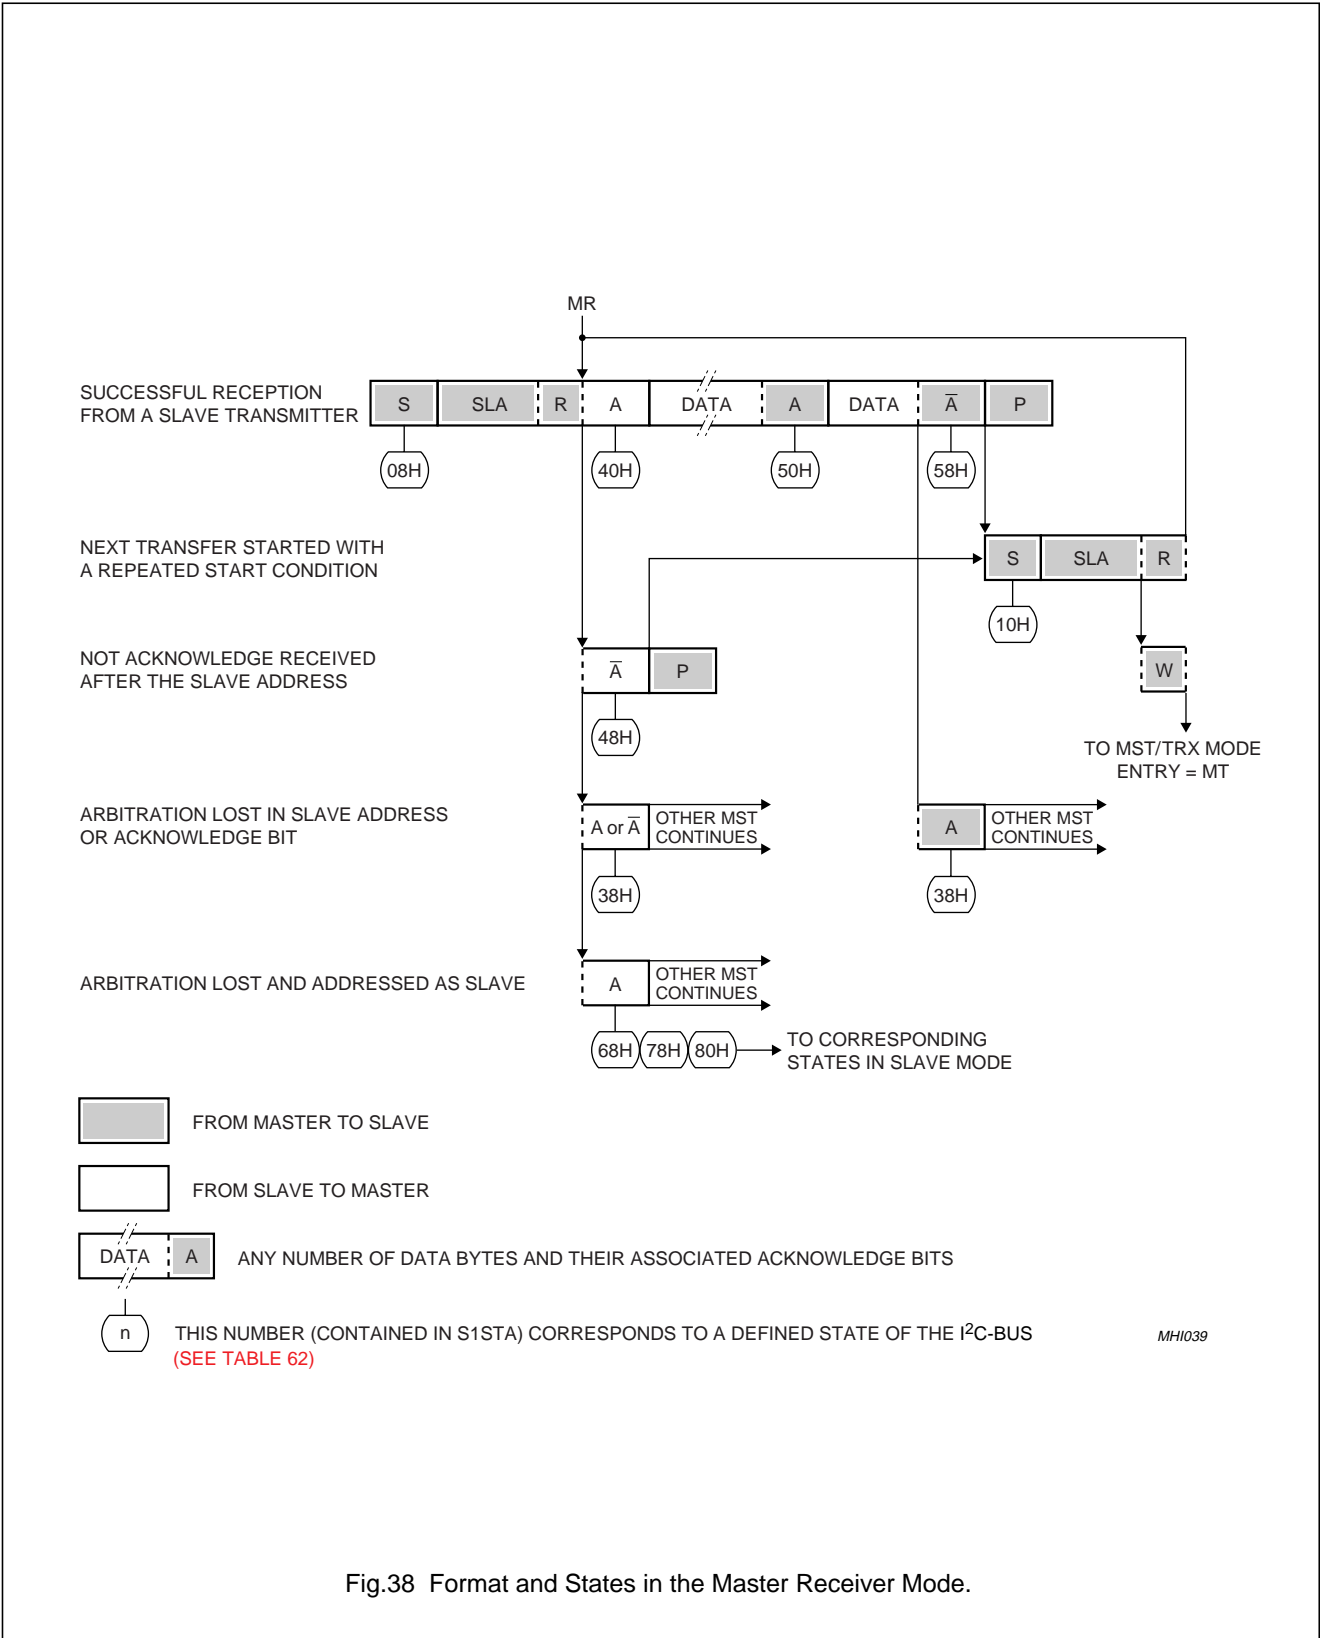 MR
SUCCESSFUL RECEPTION
FROM A SLAVE TRANSMITTER
S SLA R A DATA A DATA A̅ P
08H 40H 50H 58H
NEXT TRANSFER STARTED WITH
A REPEATED START CONDITION
S SLA R
10H
NOT ACKNOWLEDGE RECEIVED
AFTER THE SLAVE ADDRESS
A̅ P
W
48H
TO MST/TRX MODE
ENTRY = MT
ARBITRATION LOST IN SLAVE ADDRESS
OR ACKNOWLEDGE BIT
A or A̅
OTHER MST
CONTINUES
A
OTHER MST
CONTINUES
38H 38H
ARBITRATION LOST AND ADDRESSED AS SLAVE
A
OTHER MST
CONTINUES
68H 78H 80H
TO CORRESPONDING
STATES IN SLAVE MODE
FROM MASTER TO SLAVE
FROM SLAVE TO MASTER
DATA A ANY NUMBER OF DATA BYTES AND THEIR ASSOCIATED ACKNOWLEDGE BITS
n THIS NUMBER (CONTAINED IN S1STA) CORRESPONDS TO A DEFINED STATE OF THE I²C-BUS
(SEE TABLE 62)
MHI039
Fig.38 Format and States in the Master Receiver Mode.